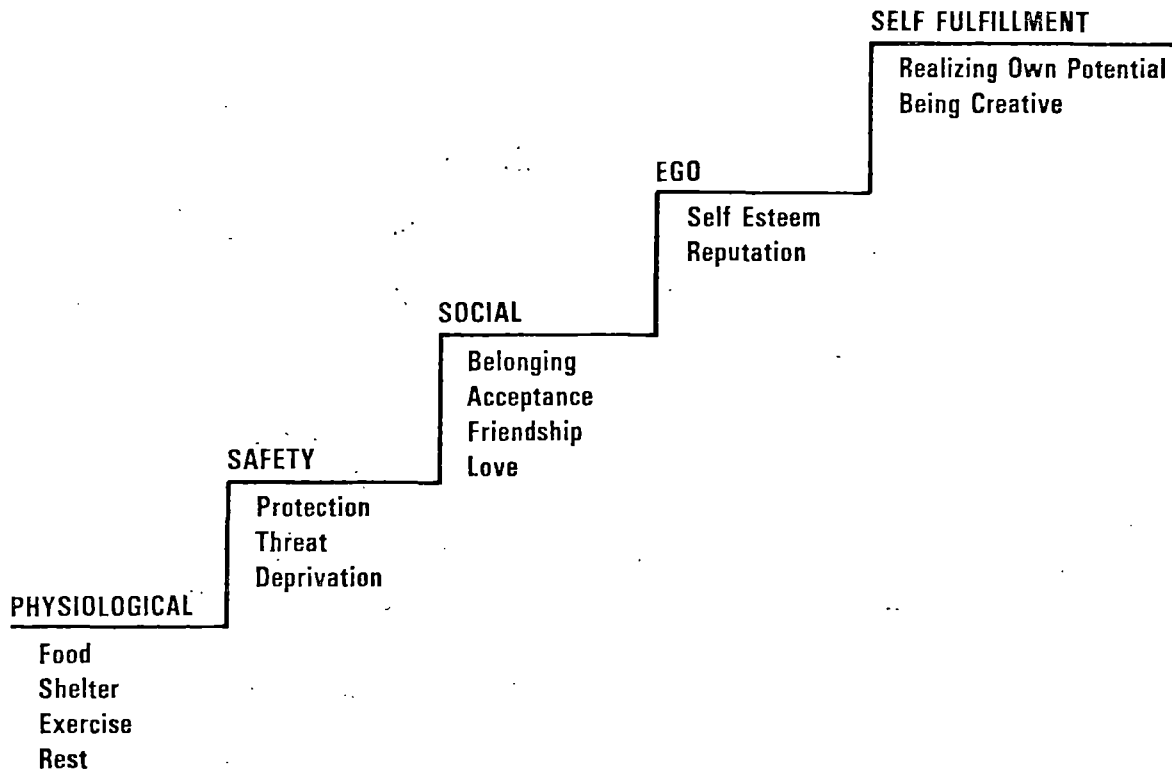 SELF FULFILLMENT
Realizing Own Potential
Being Creative
EGO
Self Esteem
Reputation
SOCIAL
Belonging
Acceptance
Friendship
Love
SAFETY
Protection
Threat
Deprivation
PHYSIOLOGICAL
Food
Shelter
Exercise
Rest